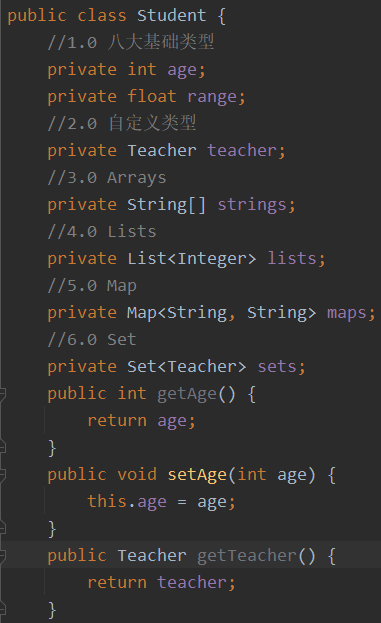 public class Student {
//1.0 八大基础类型
private int age;
private float range;
//2.0 自定义类型
private Teacher teacher;
//3.0 Arrays
private String[] strings;
//4.0 Lists
private List<Integer> lists;
//5.0 Map
private Map<String, String> maps;
//6.0 Set
private Set<Teacher> sets;
public int getAge() {
return age;
}
public void setAge(int age) {
this.age = age;
}
public Teacher getTeacher() {
return teacher;
}